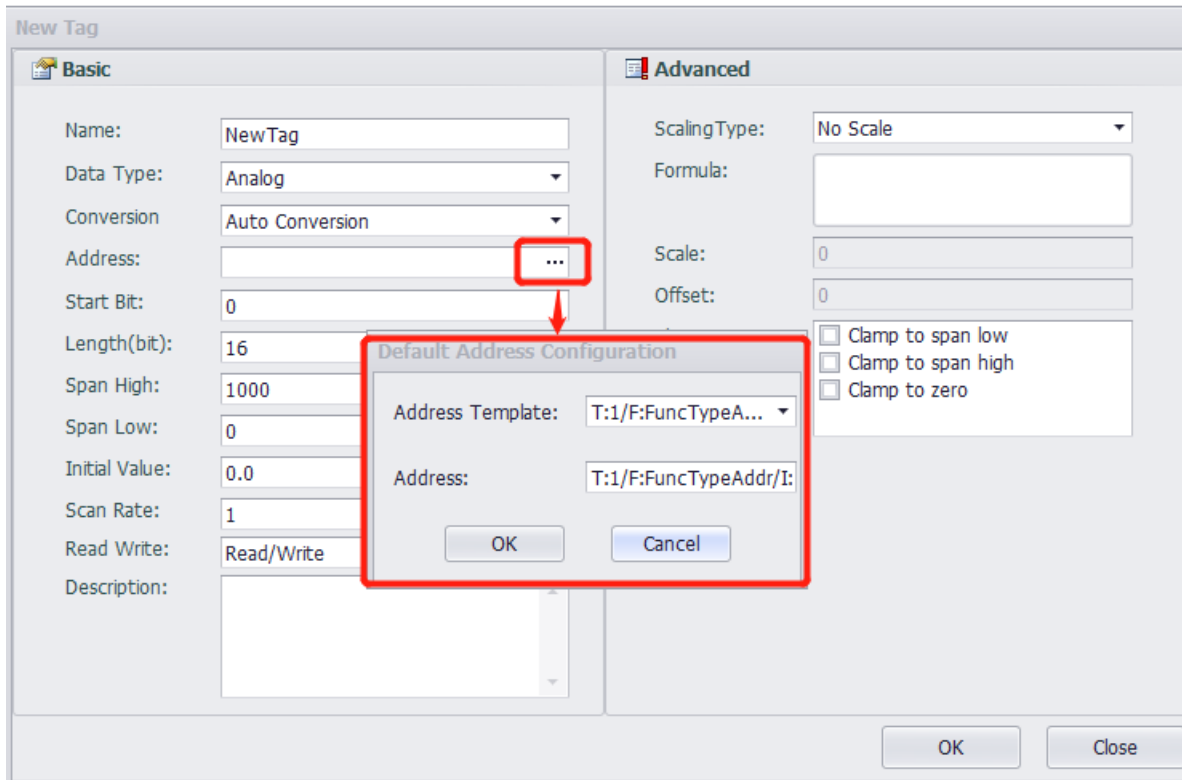 New Tag
Basic
Name:
NewTag
Data Type:
Analog
Conversion
Auto Conversion
Address:
...
Start Bit:
0
Length(bit):
16
Span High:
1000
Span Low:
0
Initial Value:
0.0
Scan Rate:
1
Read Write:
Read/Write
Description:
Default Address Configuration
Address Template:
T:1/F:FuncTypeA...
Address:
T:1/F:FuncTypeAddr/I:
OK
Cancel
Advanced
ScalingType:
No Scale
Formula:
Scale:
0
Offset:
0
Clamp to span low
Clamp to span high
Clamp to zero
OK
Close